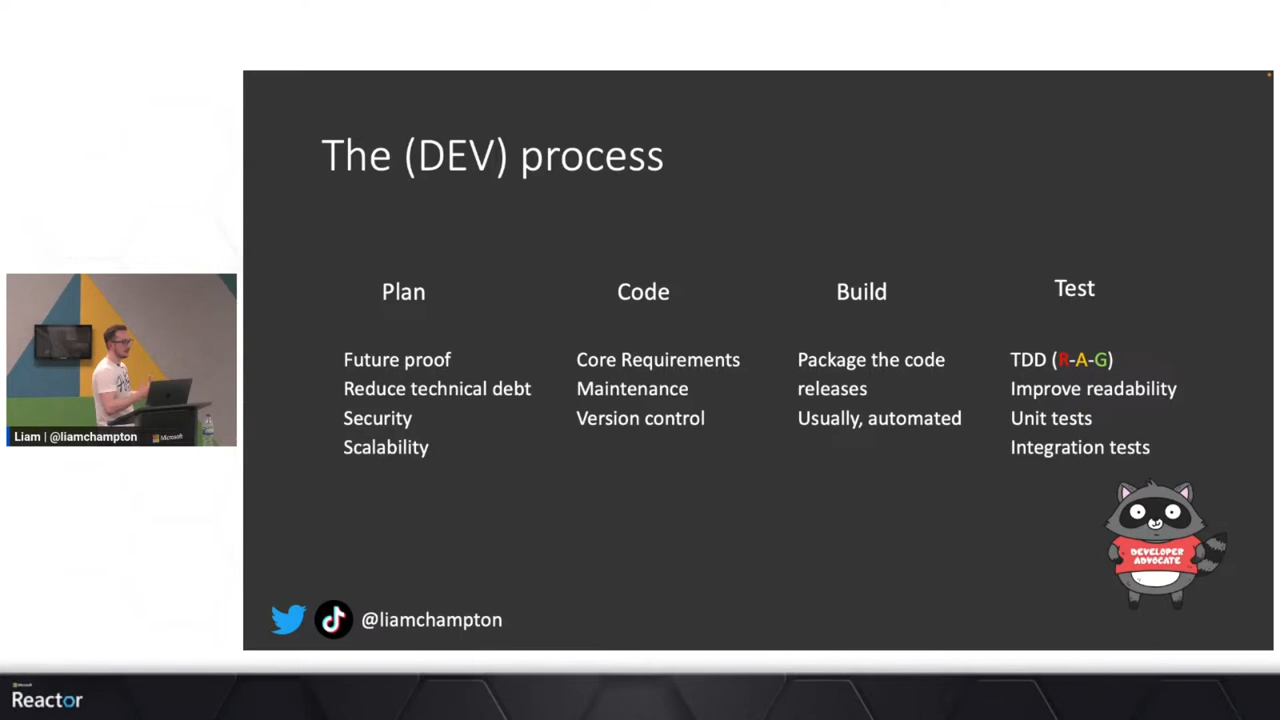 The (DEV) process
Plan
Future proof
Reduce technical debt
Security
Scalability
Code
Core Requirements
Maintenance
Version control
Build
Package the code
releases
Usually, automated
Test
TDD (R-A-G)
Improve readability
Unit tests
Integration tests
DEVELOPER
ADVOCATE
@liamchampton
Liam | @liamchampton
Microsoft
Microsoft
Reactor